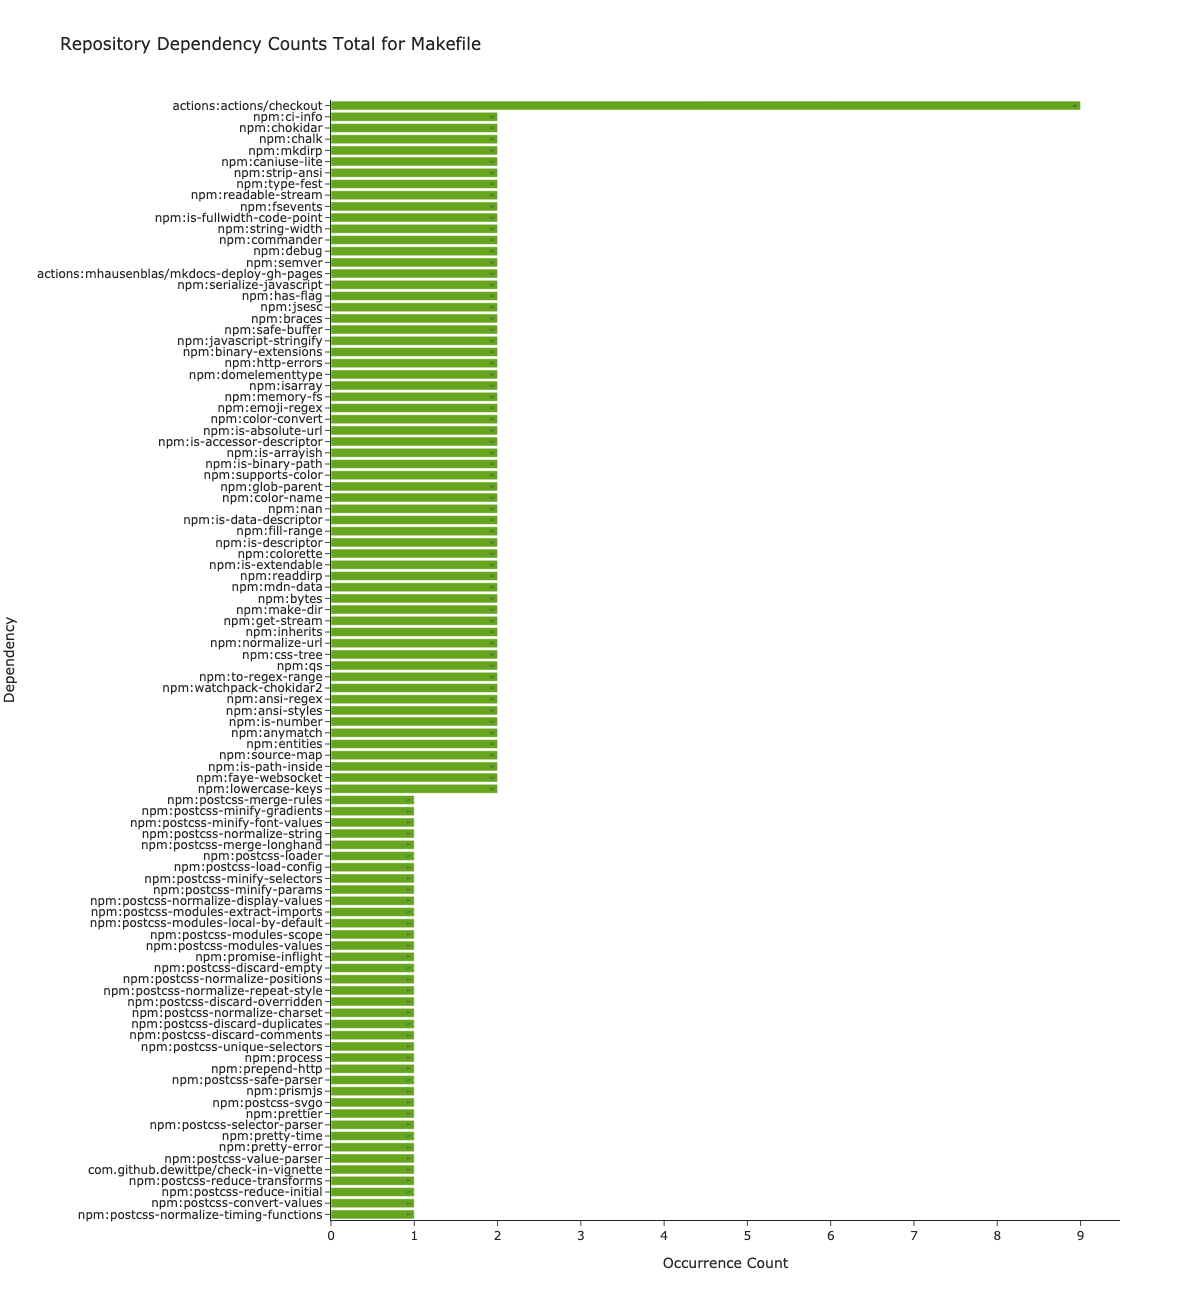 Repository Dependency Counts Total for Makefile
actions:actions/checkout
npm:ci-info
npm:chokidar
npm:chalk
npm:mkdirp
npm:caniuse-lite
npm:strip-ansi
npm:type-fest
npm:readable-stream
npm:fsevents
npm:is-fullwidth-code-point
npm:string-width
npm:commander
npm:debug
npm:semver
actions:mhausenblas/mkdocs-deploy-gh-pages
npm:serialize-javascript
npm:has-flag
npm:jsesc
npm:braces
npm:safe-buffer
npm:javascript-stringify
npm:binary-extensions
npm:http-errors
npm:domelementtype
npm:isarray
npm:memory-fs
npm:emoji-regex
npm:color-convert
npm:is-absolute-url
npm:is-accessor-descriptor
npm:is-arrayish
npm:is-binary-path
npm:supports-color
npm:glob-parent
npm:color-name
npm:nan
npm:is-data-descriptor
npm:fill-range
npm:is-descriptor
npm:colorette
npm:is-extendable
npm:readdirp
npm:mdn-data
npm:bytes
npm:make-dir
npm:get-stream
npm:inherits
npm:normalize-url
npm:css-tree
npm:qs
npm:to-regex-range
npm:watchpack-chokidar2
npm:ansi-regex
npm:ansi-styles
npm:is-number
npm:anymatch
npm:entities
npm:source-map
npm:is-path-inside
npm:faye-websocket
npm:lowercase-keys
npm:postcss-merge-rules
npm:postcss-minify-gradients
npm:postcss-minify-font-values
npm:postcss-normalize-string
npm:postcss-merge-longhand
npm:postcss-loader
npm:postcss-load-config
npm:postcss-minify-selectors
npm:postcss-minify-params
npm:postcss-normalize-display-values
npm:postcss-modules-extract-imports
npm:postcss-modules-local-by-default
npm:postcss-modules-scope
npm:postcss-modules-values
npm:promise-inflight
npm:postcss-discard-empty
npm:postcss-normalize-positions
npm:postcss-normalize-repeat-style
npm:postcss-discard-overridden
npm:postcss-normalize-charset
npm:postcss-discard-duplicates
npm:postcss-discard-comments
npm:postcss-unique-selectors
npm:process
npm:prepend-http
npm:postcss-safe-parser
npm:prismjs
npm:postcss-svgo
npm:prettier
npm:postcss-selector-parser
npm:pretty-time
npm:pretty-error
npm:postcss-value-parser
com.github.dewittpe/check-in-vignette
npm:postcss-reduce-transforms
npm:postcss-reduce-initial
npm:postcss-convert-values
npm:postcss-normalize-timing-functions
Dependency
0 1 2 3 4 5 6 7 8 9
Occurrence Count